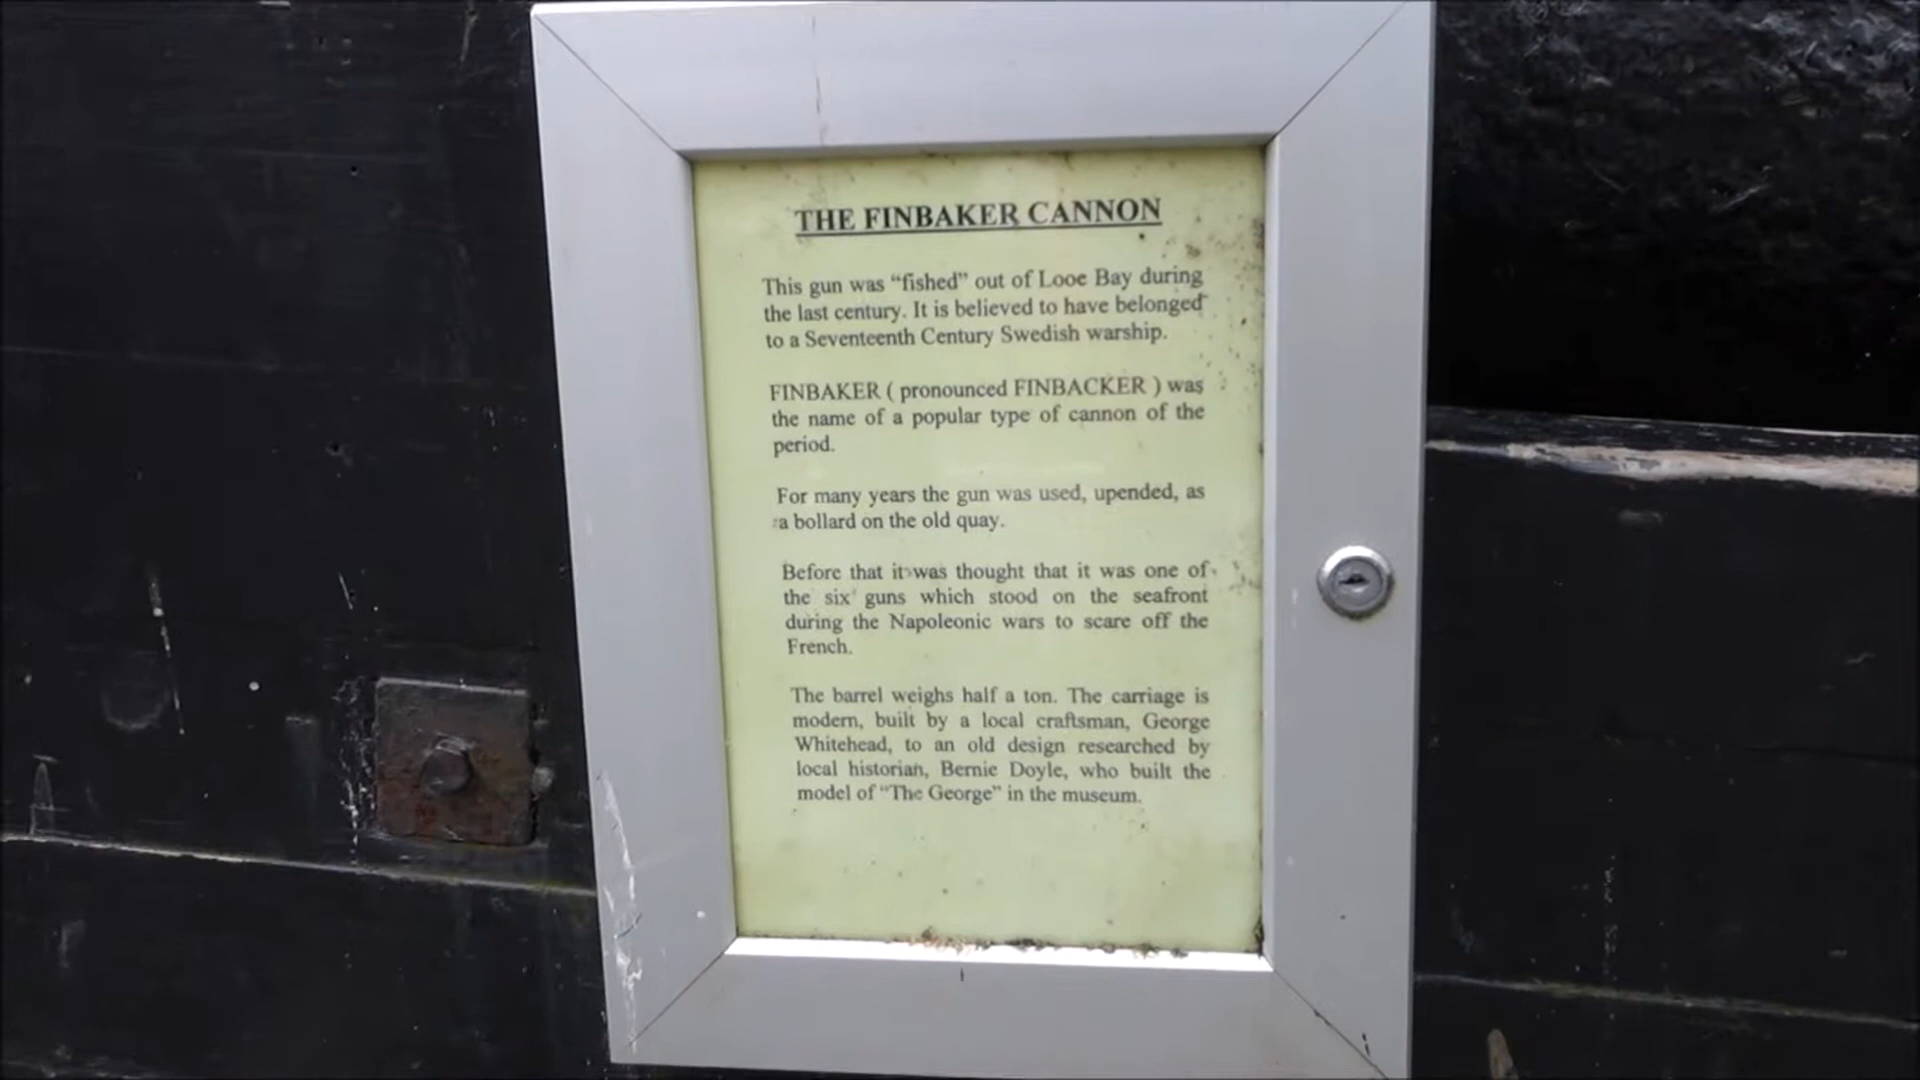 THE FINBAKER CANNON
This gun was “fished” out of Looe Bay during
the last century. It is believed to have belonged
to a Seventeenth Century Swedish warship.
FINBAKER ( pronounced FINBACKER ) was
the name of a popular type of cannon of the
period.
For many years the gun was used, upended, as
a bollard on the old quay.
Before that it was thought that it was one of
the six guns which stood on the seafront
during the Napoleonic wars to scare off the
French.
The barrel weighs half a ton. The carriage is
modern, built by a local craftsman, George
Whitehead, to an old design researched by
local historian, Bernie Doyle, who built the
model of “The George” in the museum.